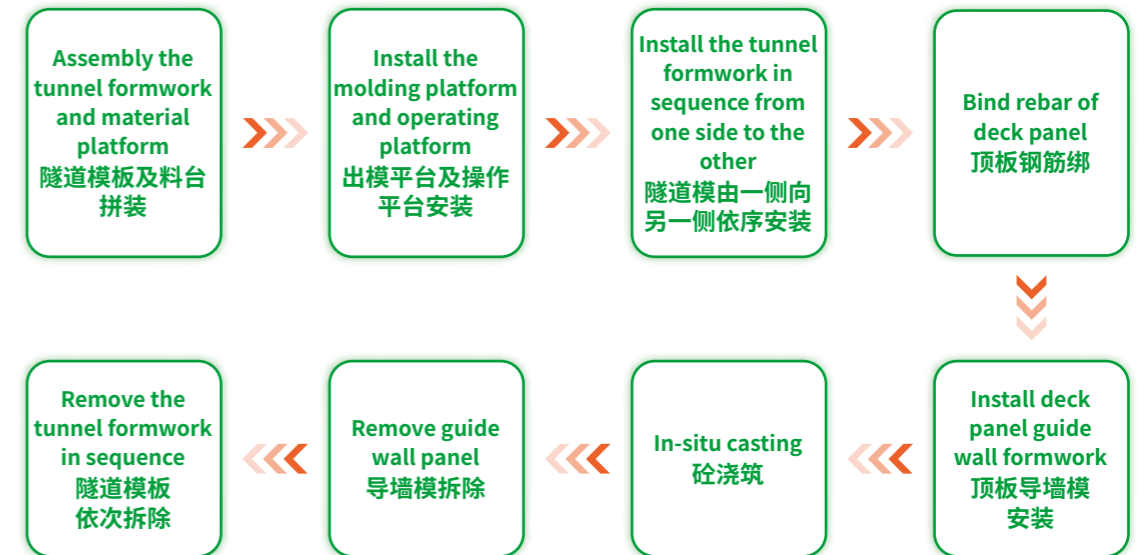 Assembly the
tunnel formwork
and material
platform
隧道模板及料台
拼装
Install the
molding platform
and operating
platform
出模平台及操作
平台安装
Install the tunnel
formwork in
sequence from
one side to the
other
隧道模由一侧向
另一侧依序安装
Bind rebar of
deck panel
顶板钢筋绑
Install deck
panel guide
wall formwork
顶板导墙模
安装
In-situ casting
砼浇筑
Remove guide
wall panel
导墙模拆除
Remove the
tunnel formwork
in sequence
隧道模板
依次拆除